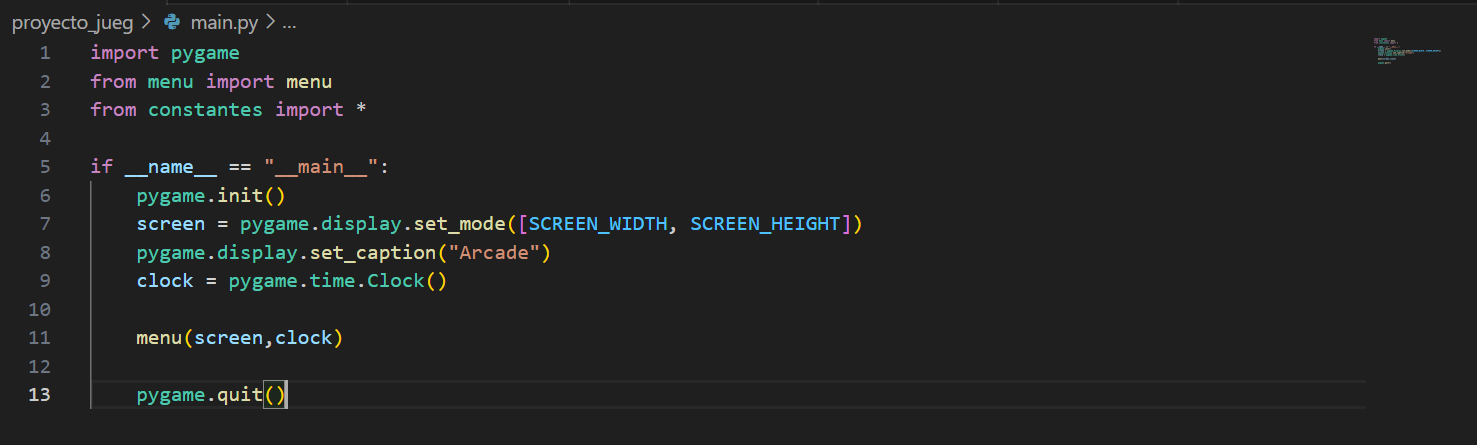 proyecto_jueg > main.py > ...
1 import pygame
2 from menu import menu
3 from constantes import *
4
5 if __name__ == "__main__":
6     pygame.init()
7     screen = pygame.display.set_mode([SCREEN_WIDTH, SCREEN_HEIGHT])
8     pygame.display.set_caption("Arcade")
9     clock = pygame.time.Clock()
10
11     menu(screen,clock)
12
13     pygame.quit()